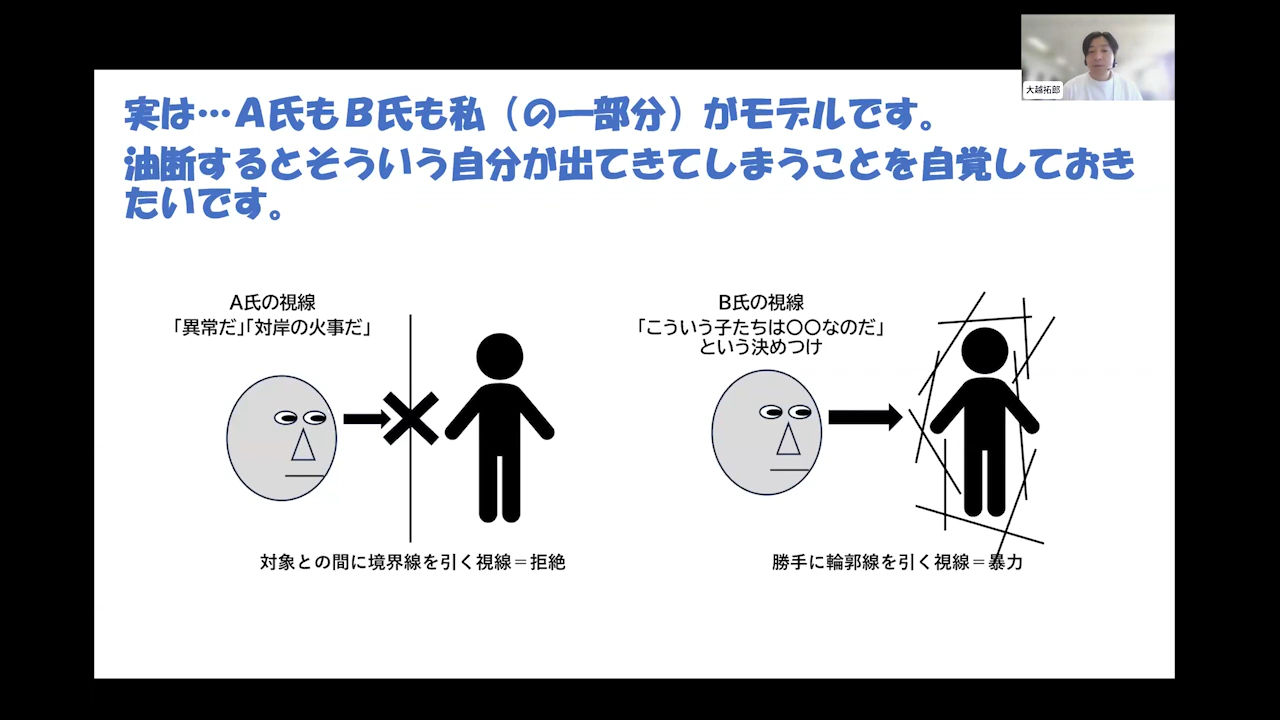 大越拓郎
実は…A氏もB氏も私（の一部分）がモデルです。
油断するとそういう自分が出てきてしまうことを自覚しておき
たいです。
A氏の視線
「異常だ」「対岸の火事だ」
B氏の視線
「こういう子たちは〇〇なのだ」
という決めつけ
対象との間に境界線を引く視線＝拒絶
勝手に輪郭線を引く視線＝暴力